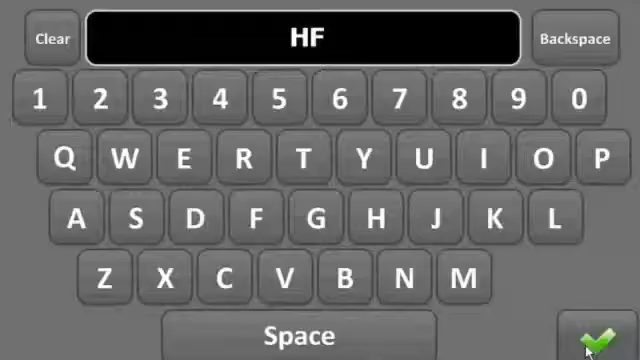 Clear HF Backspace
1 2 3 4 5 6 7 8 9 0
Q W E R T Y U I O P
A S D F G H J K L
Z X C V B N M
Space